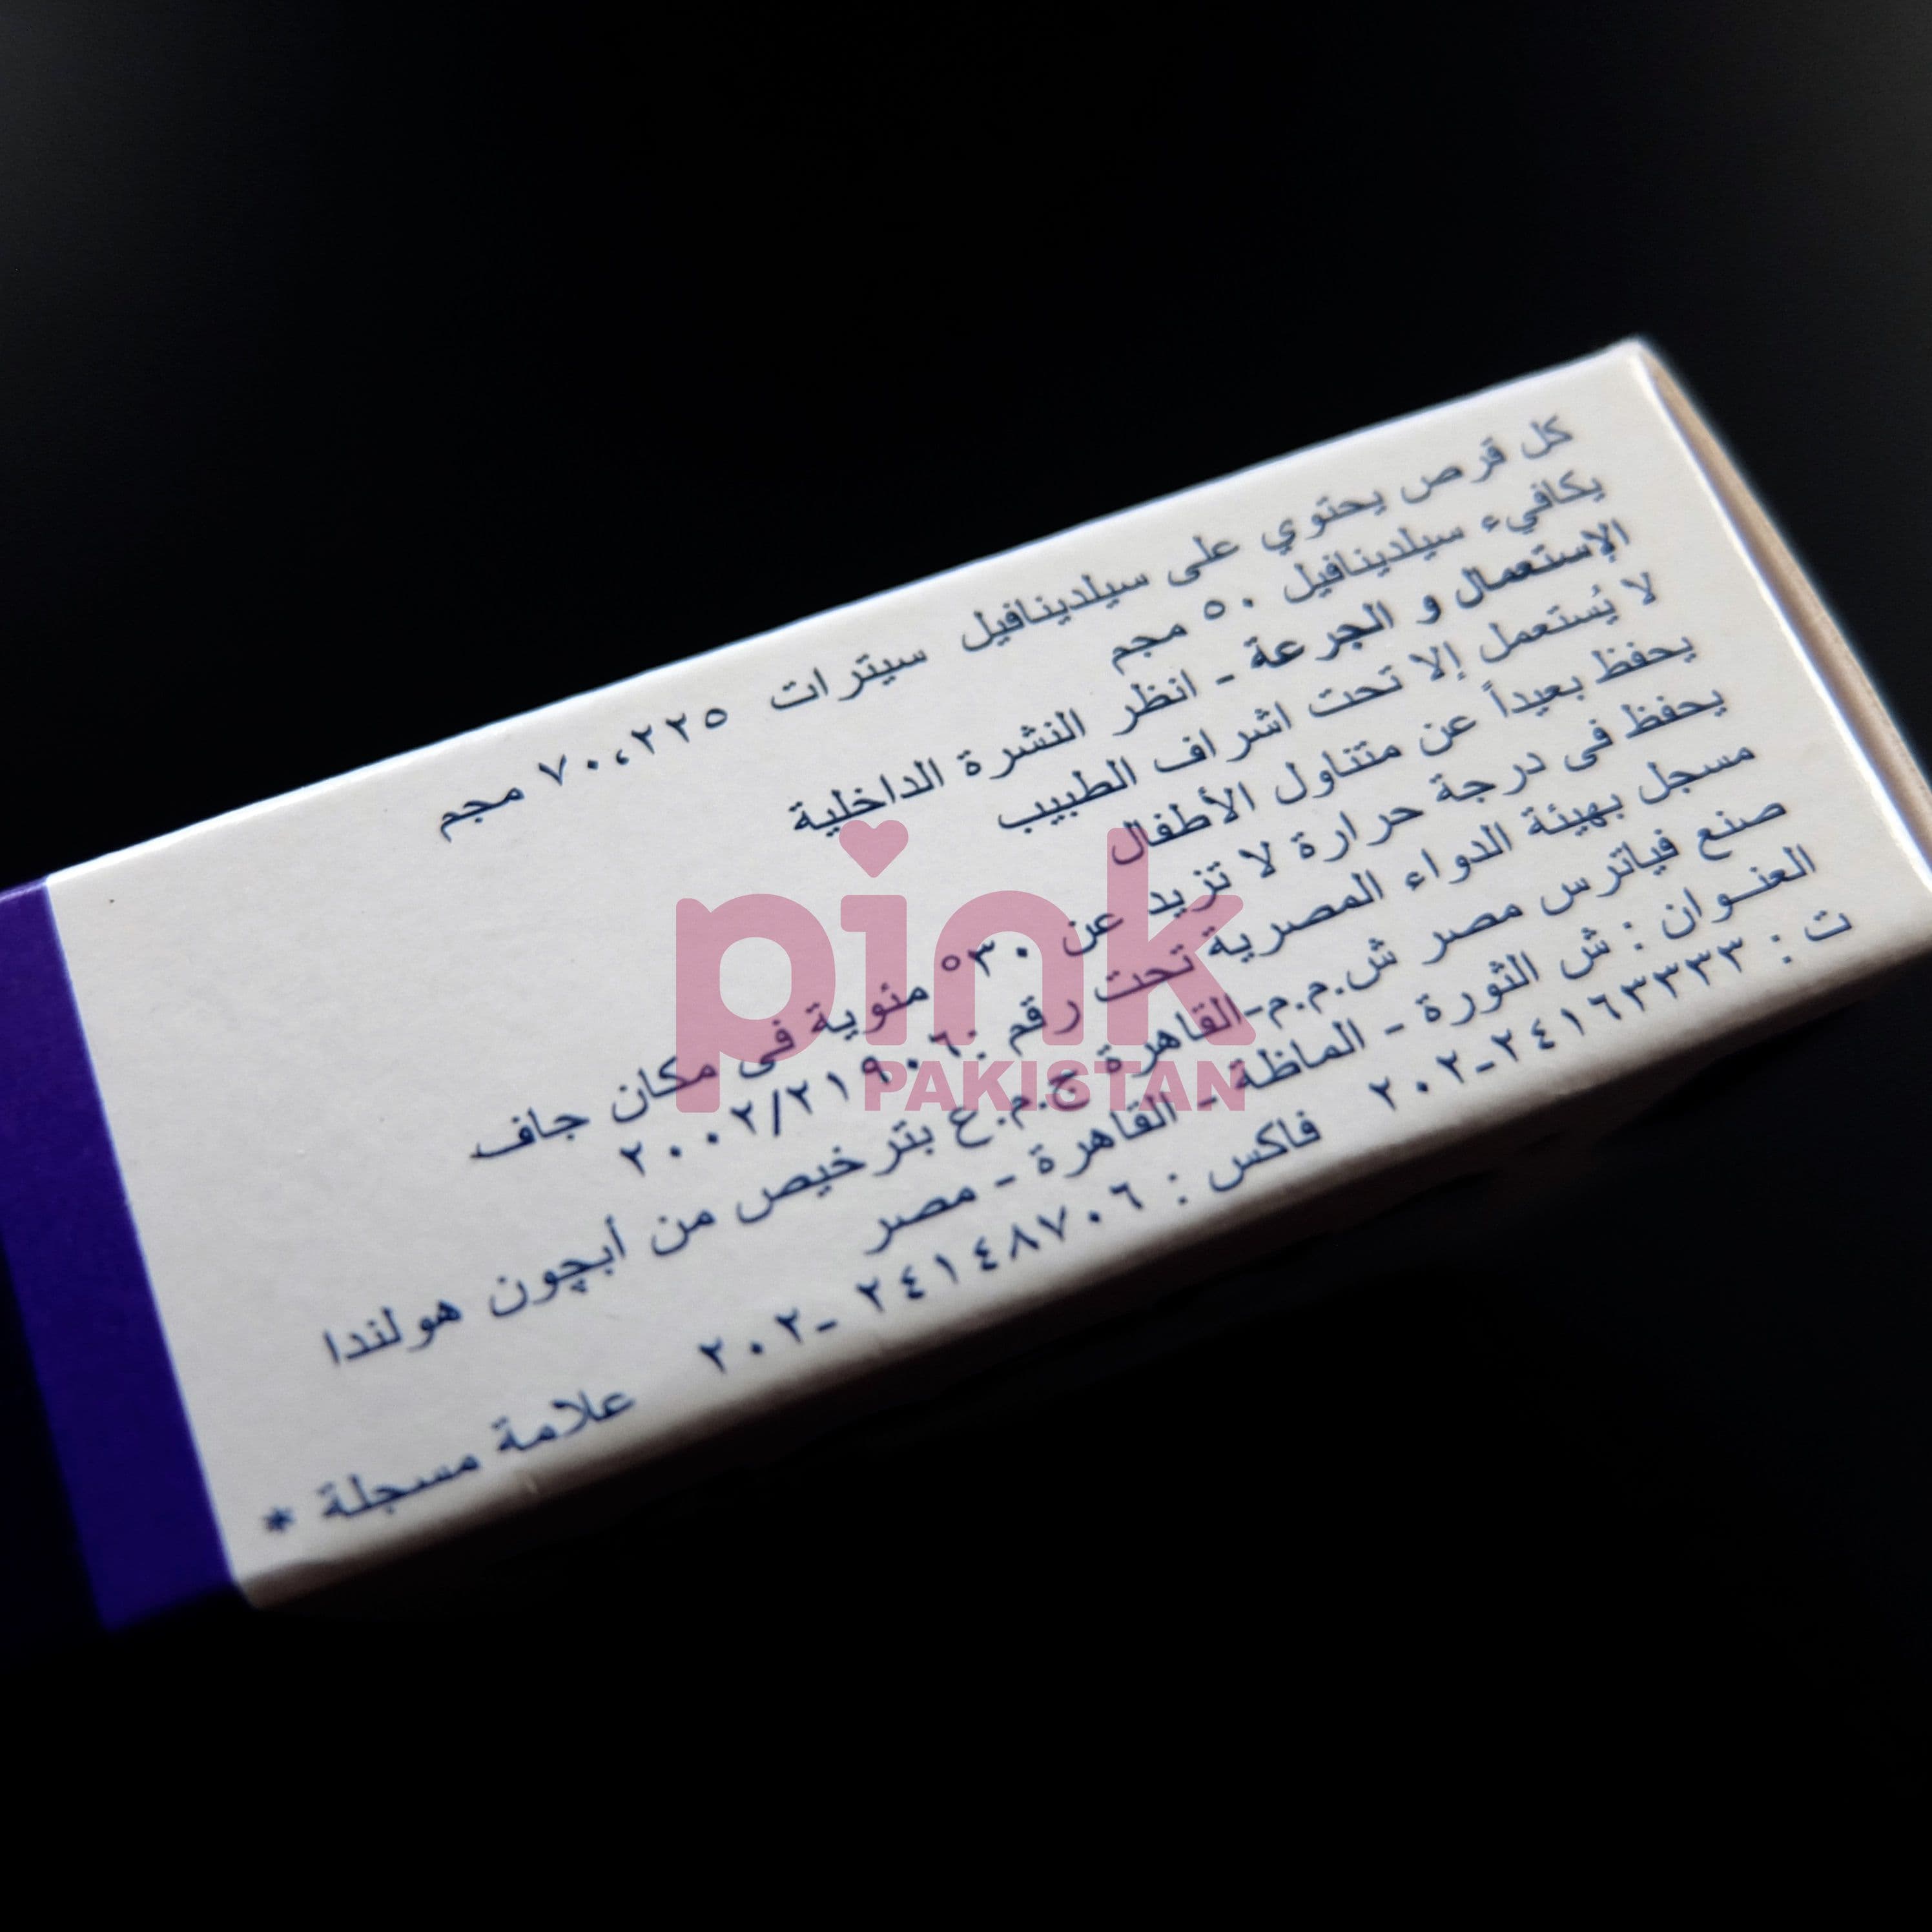 كل قرص يحتوي على سيلدينافيل سيترات ٧٠،٢٢٥ مجم
يكافيء سيلدينافيل ٥٠ مجم
الإستعمال و الجرعة - انظر النشرة الداخلية
لا يُستعمل إلا تحت اشراف الطبيب
يحفظ بعيداً عن متناول الأطفال
يحفظ فى درجة حرارة لا تزيد عن ٣٠° مئوية فى مكان جاف
مسجل بهيئة الدواء المصرية تحت رقم :٢٠٠٢/٢١٩٠٦
صنع فياترس مصر ش.م.م-القاهرة ج.م.ع بترخيص من أبچون هولندا
العنـوان : ش الثورة - الماظة - القاهرة - مصر
ت : ٢٤١٦٣٣٣٣-٢٠٢ فاكس : ٢٤١٤٨٧٠٦-٢٠٢ علامة مسجلة *
pink
PAKISTAN